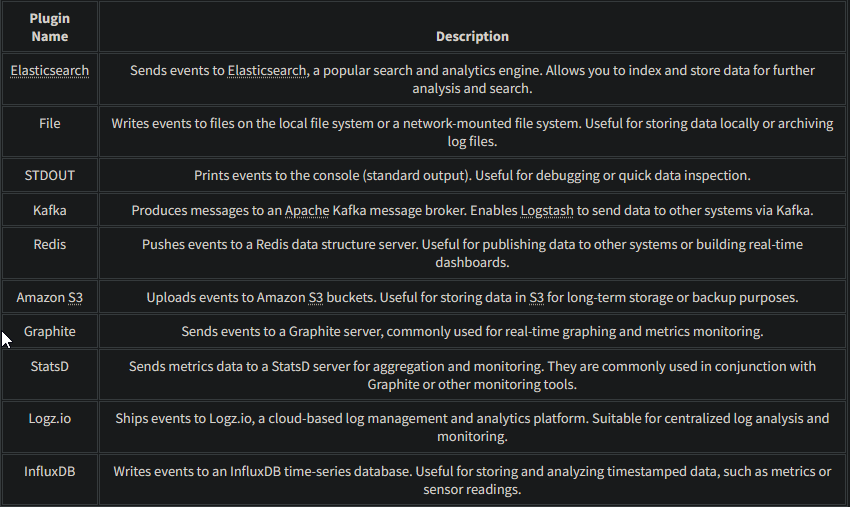 Plugin
Name
Description
Elasticsearch
Sends events to Elasticsearch, a popular search and analytics engine. Allows you to index and store data for further
analysis and search.
File
Writes events to files on the local file system or a network-mounted file system. Useful for storing data locally or archiving
log files.
STDOUT
Prints events to the console (standard output). Useful for debugging or quick data inspection.
Kafka
Produces messages to an Apache Kafka message broker. Enables Logstash to send data to other systems via Kafka.
Redis
Pushes events to a Redis data structure server. Useful for publishing data to other systems or building real-time
dashboards.
Amazon S3
Uploads events to Amazon S3 buckets. Useful for storing data in S3 for long-term storage or backup purposes.
Graphite
Sends events to a Graphite server, commonly used for real-time graphing and metrics monitoring.
StatsD
Sends metrics data to a StatsD server for aggregation and monitoring. They are commonly used in conjunction with
Graphite or other monitoring tools.
Logz.io
Ships events to Logz.io, a cloud-based log management and analytics platform. Suitable for centralized log analysis and
monitoring.
InfluxDB
Writes events to an InfluxDB time-series database. Useful for storing and analyzing timestamped data, such as metrics or
sensor readings.